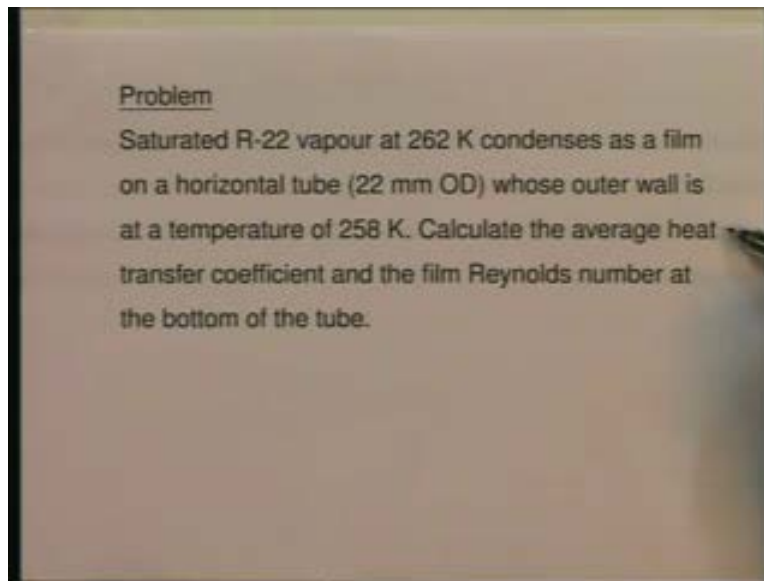 Problem
Saturated R-22 vapour at 262 K condenses as a film
on a horizontal tube (22 mm OD) whose outer wall is
at a temperature of 258 K. Calculate the average heat
transfer coefficient and the film Reynolds number at
the bottom of the tube.